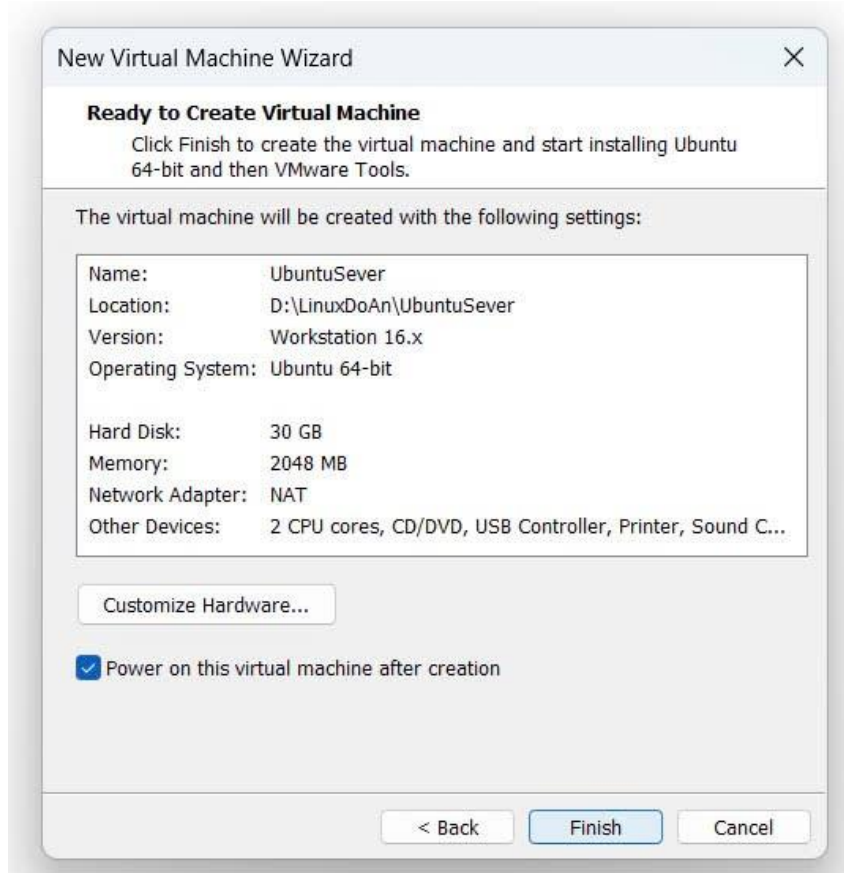 New Virtual Machine Wizard
Ready to Create Virtual Machine
Click Finish to create the virtual machine and start installing Ubuntu
64-bit and then VMware Tools.
The virtual machine will be created with the following settings:
Name: UbuntuSever
Location: D:\LinuxDoAn\UbuntuSever
Version: Workstation 16.x
Operating System: Ubuntu 64-bit
Hard Disk: 30 GB
Memory: 2048 MB
Network Adapter: NAT
Other Devices: 2 CPU cores, CD/DVD, USB Controller, Printer, Sound C...
Customize Hardware...
Power on this virtual machine after creation
< Back Finish Cancel